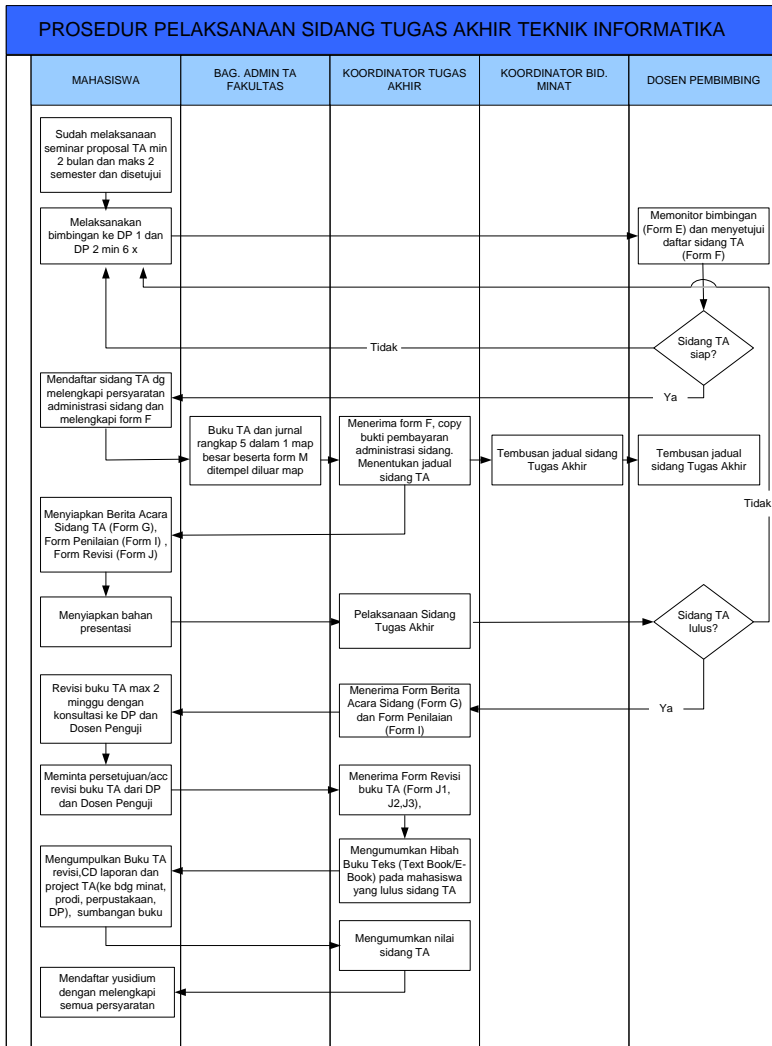 PROSEDUR PELAKSANAAN SIDANG TUGAS AKHIR TEKNIK INFORMATIKA
MAHASISWA
BAG. ADMIN TA
FAKULTAS
KOORDINATOR TUGAS
AKHIR
KOORDINATOR BID.
MINAT
DOSEN PEMBIMBING
Sudah melaksanaan
seminar proposal TA min
2 bulan dan maks 2
semester dan disetujui
Melaksanakan
bimbingan ke DP 1 dan
DP 2 min 6 x
Memonitor bimbingan
(Form E) dan menyetujui
daftar sidang TA
(Form F)
Sidang TA
siap?
Tidak
Ya
Mendaftar sidang TA dg
melengkapi persyaratan
administrasi sidang dan
melengkapi form F
Buku TA dan jurnal
rangkap 5 dalam 1 map
besar beserta form M
ditempel diluar map
Menerima form F, copy
bukti pembayaran
administrasi sidang.
Menentukan jadual
sidang TA
Tembusan jadual sidang
Tugas Akhir
Tembusan jadual
sidang Tugas Akhir
Tidak
Menyiapkan Berita Acara
Sidang TA (Form G),
Form Penilaian (Form I) ,
Form Revisi (Form J)
Menyiapkan bahan
presentasi
Pelaksanaan Sidang
Tugas Akhir
Sidang TA
lulus?
Ya
Menerima Form Berita
Acara Sidang (Form G)
dan Form Penilaian
(Form I)
Revisi buku TA max 2
minggu dengan
konsultasi ke DP dan
Dosen Penguji
Meminta persetujuan/acc
revisi buku TA dari DP
dan Dosen Penguji
Menerima Form Revisi
buku TA (Form J1,
J2,J3),
Mengumumkan Hibah
Buku Teks (Text Book/E-
Book) pada mahasiswa
yang lulus sidang TA
Mengumpulkan Buku TA
revisi,CD laporan dan
project TA(ke bdg minat,
prodi, perpustakaan,
DP),  sumbangan buku
Mengumumkan nilai
sidang TA
Mendaftar yusidium
dengan melengkapi
semua persyaratan